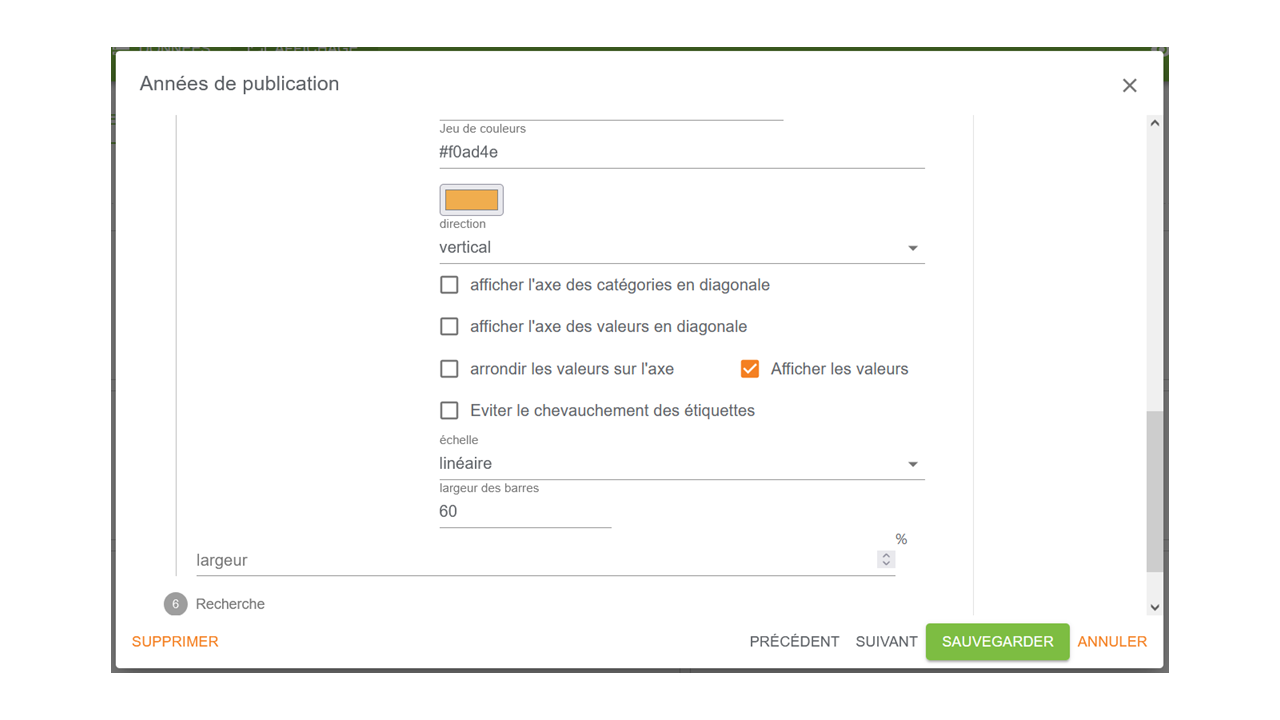 Années de publication
Jeu de couleurs
#f0ad4e
direction
vertical
afficher l'axe des catégories en diagonale
afficher l'axe des valeurs en diagonale
arrondir les valeurs sur l'axe Afficher les valeurs
Eviter le chevauchement des étiquettes
échelle
linéaire
largeur des barres
60
%
largeur
6 Recherche
SUPPRIMER PRÉCÉDENT SUIVANT SAUVEGARDER ANNULER